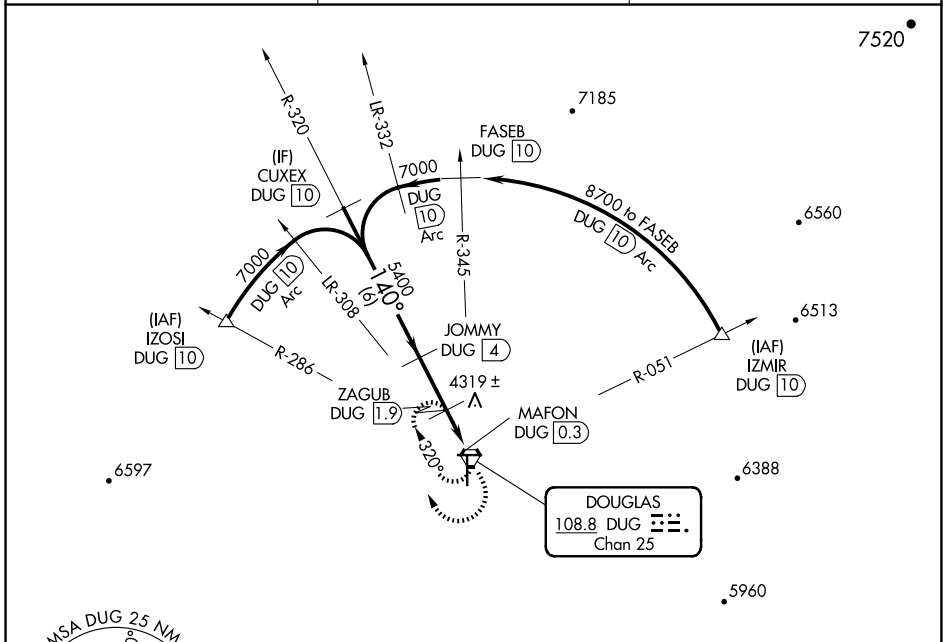 7520
7185
R-320
LR-332
(IF)
CUXEX
DUG 10
FASEB
DUG 10
7000
DUG
10
Arc
8700 to FASEB
DUG 10 Arc
6560
7000
DUG 10
Arc
LR-308
R-345
5400
140°
(6)
6513
(IAF)
IZOSI
DUG 10
R-286
JOMMY
DUG 4
(IAF)
IZMIR
DUG 10
R-051
ZAGUB
DUG 1.9
4319 ±
MAFON
DUG 0.3
320°
6597
6388
DOUGLAS
108.8 DUG
Chan 25
5960
MSA DUG 25 NM